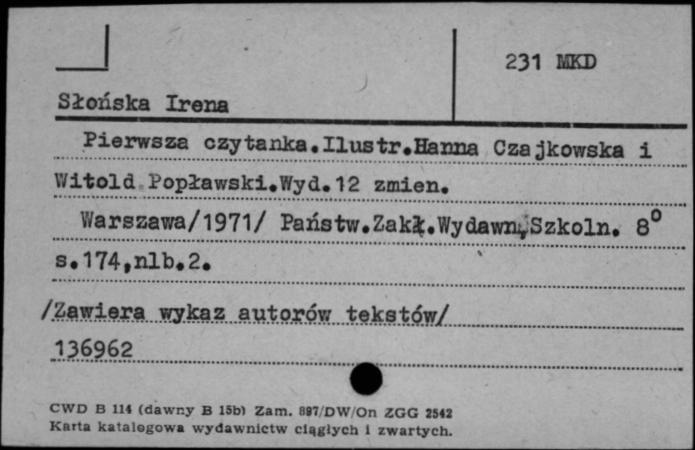 231 MKD
Słońska Irena
Pierwsza czytanka.Ilustr.Hanna Czajkowska i
Witold Popławski.Wyd.12 zmien.
Warszawa/1971/ Państw.Zakł.Wydawn.Szkoln. 8°
s.174,nlb.2.
/Zawiera wykaz autorów tekstów/
136962
CWD B 114 (dawny B 15b) Zam. 897/DW/On ZGG 2542
Karta katalogowa wydawnictw ciągłych i zwartych.